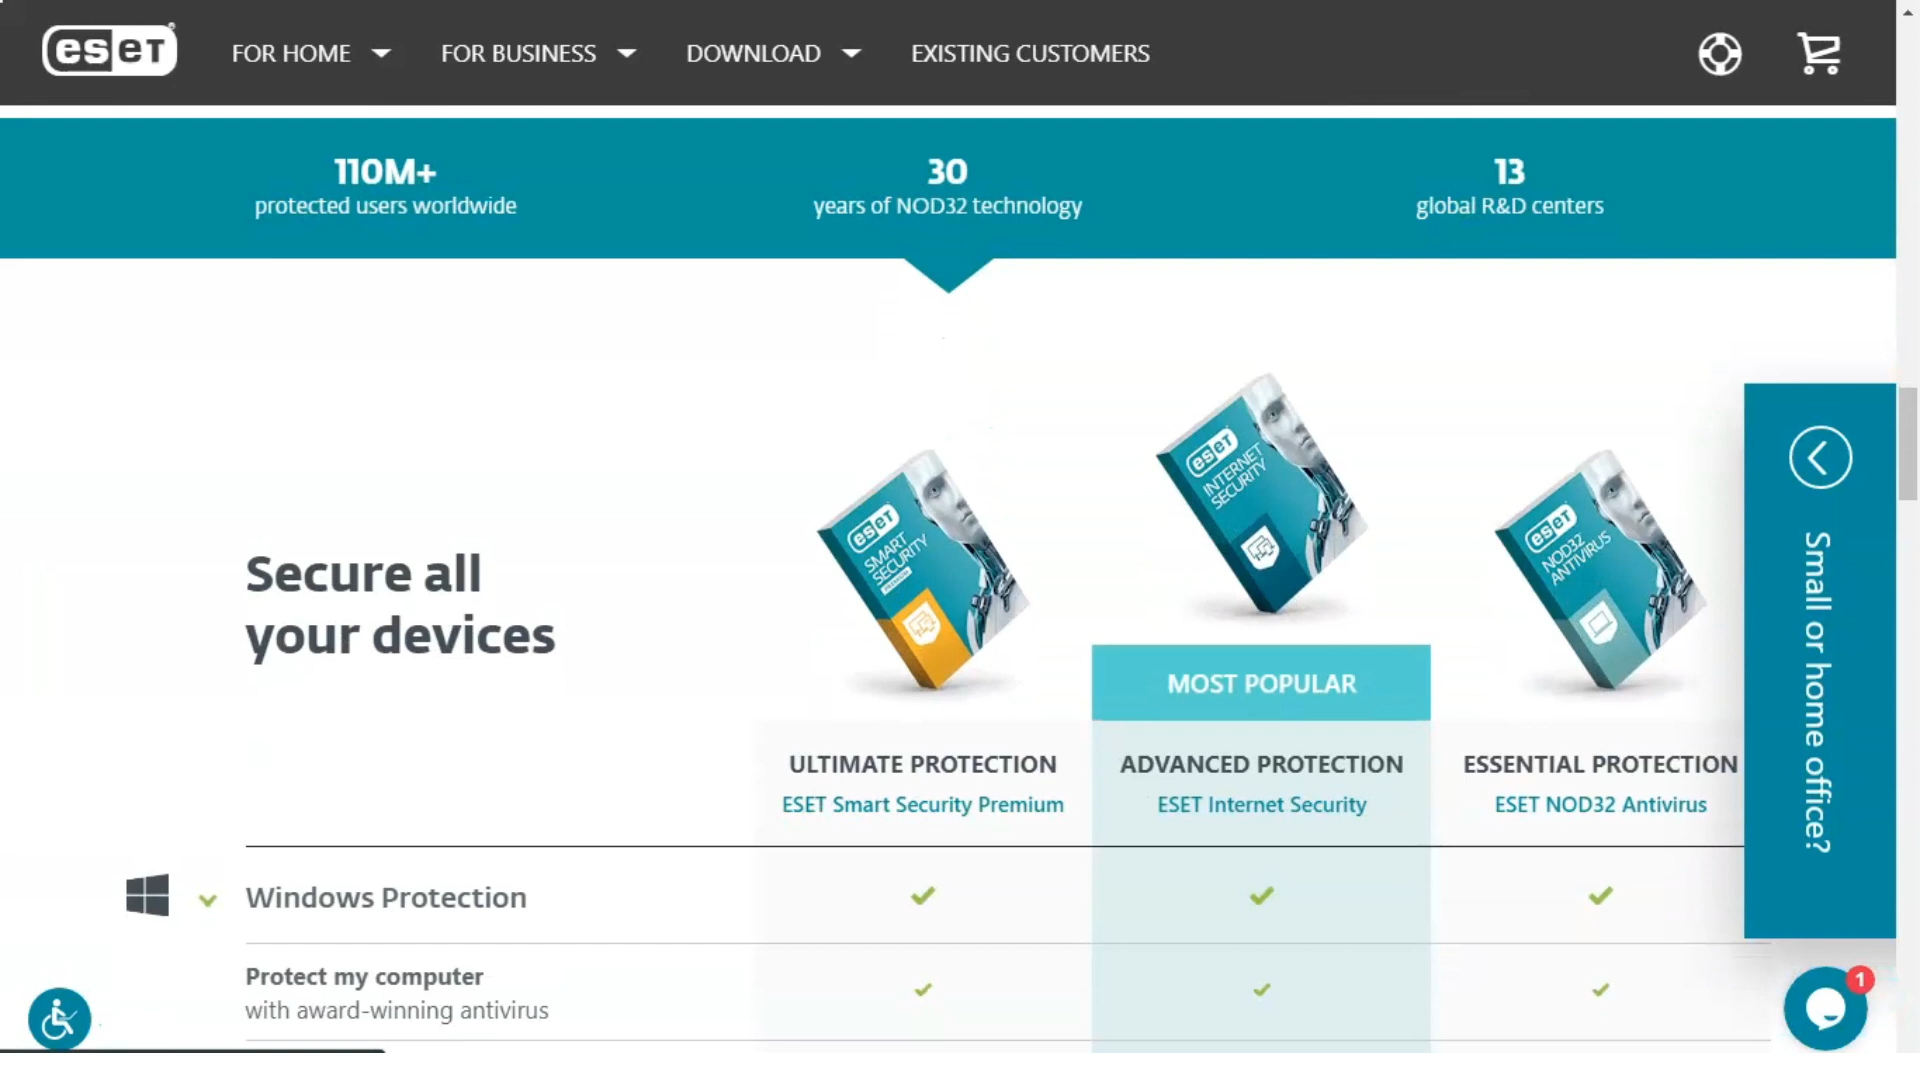 eset
FOR HOME
FOR BUSINESS
DOWNLOAD
EXISTING CUSTOMERS
110M+
protected users worldwide
30
years of NOD32 technology
13
global R&D centers
Secure all
your devices
eset
SMART
SECURITY
PREMIUM
eset
INTERNET
SECURITY
eset
NOD32
ANTIVIRUS
MOST POPULAR
ULTIMATE PROTECTION
ESET Smart Security Premium
ADVANCED PROTECTION
ESET Internet Security
ESSENTIAL PROTECTION
ESET NOD32 Antivirus
Small or home office?
Windows Protection
Protect my computer
with award-winning antivirus
1